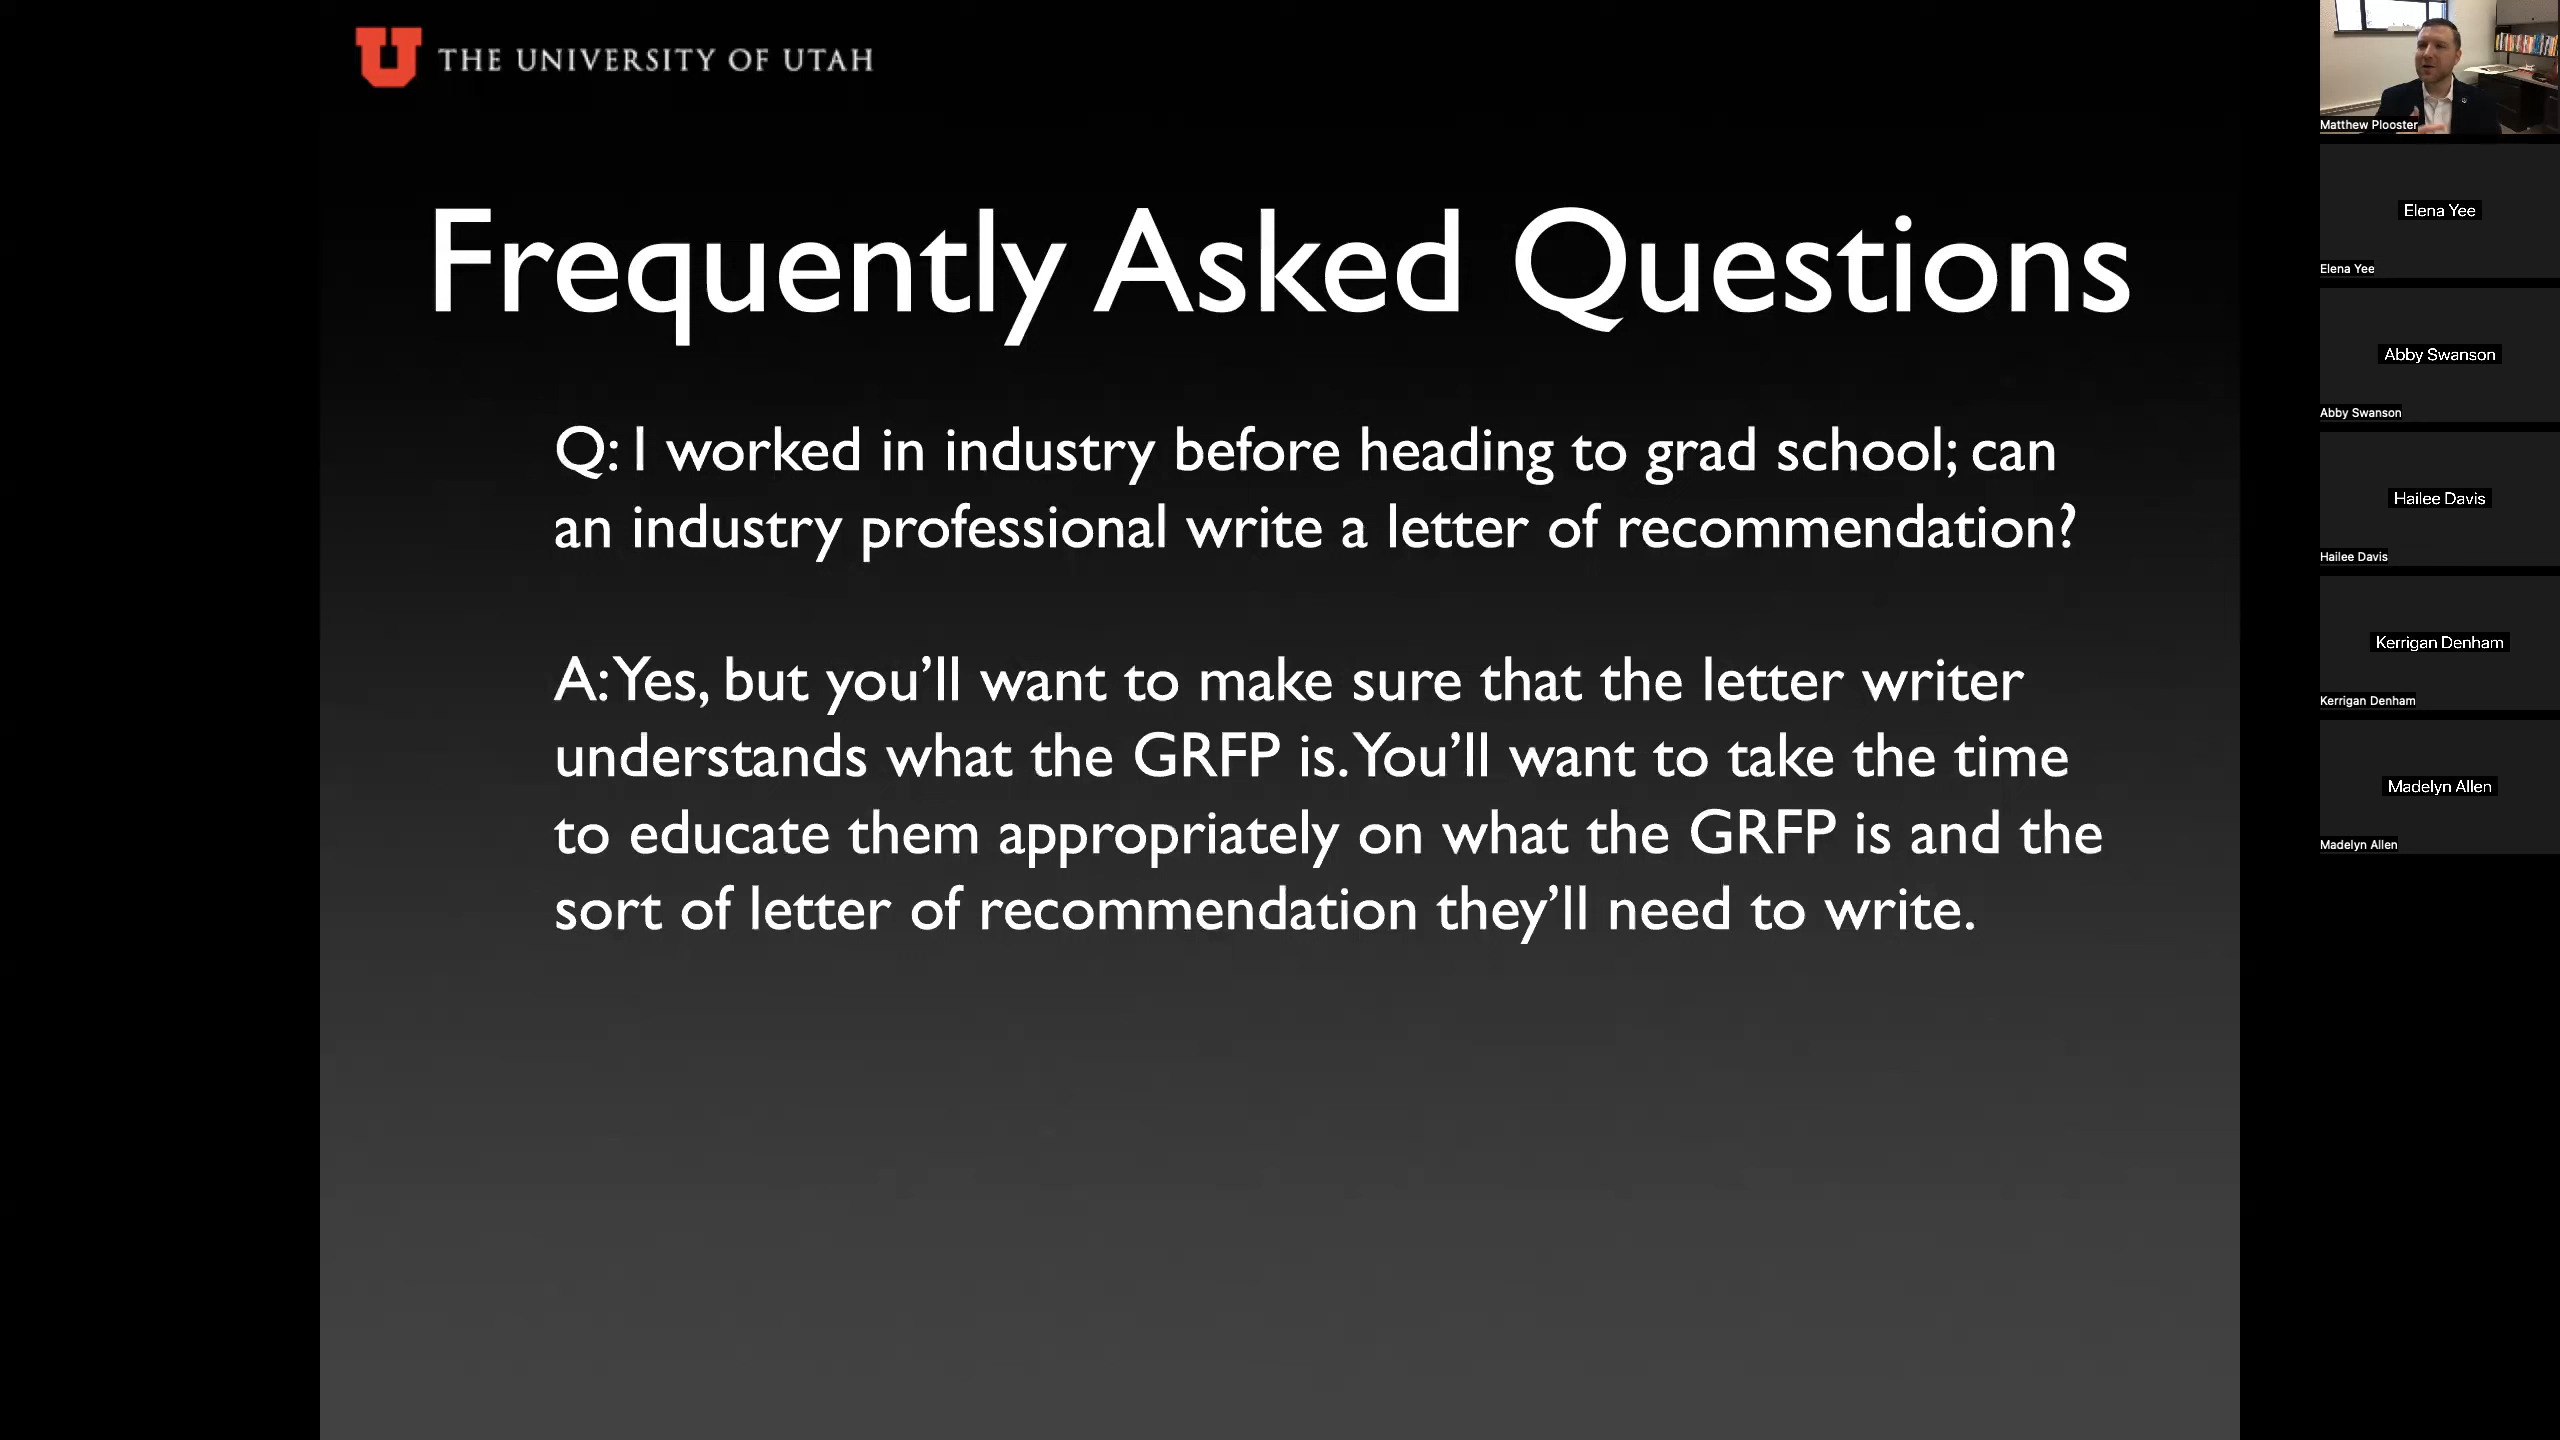 THE UNIVERSITY OF UTAH
Frequently Asked Questions
Q: I worked in industry before heading to grad school; can
an industry professional write a letter of recommendation?
A: Yes, but you’ll want to make sure that the letter writer
understands what the GRFP is. You’ll want to take the time
to educate them appropriately on what the GRFP is and the
sort of letter of recommendation they’ll need to write.
Matthew Plooster
Elena Yee
Elena Yee
Abby Swanson
Abby Swanson
Hailee Davis
Hailee Davis
Kerrigan Denham
Kerrigan Denham
Madelyn Allen
Madelyn Allen